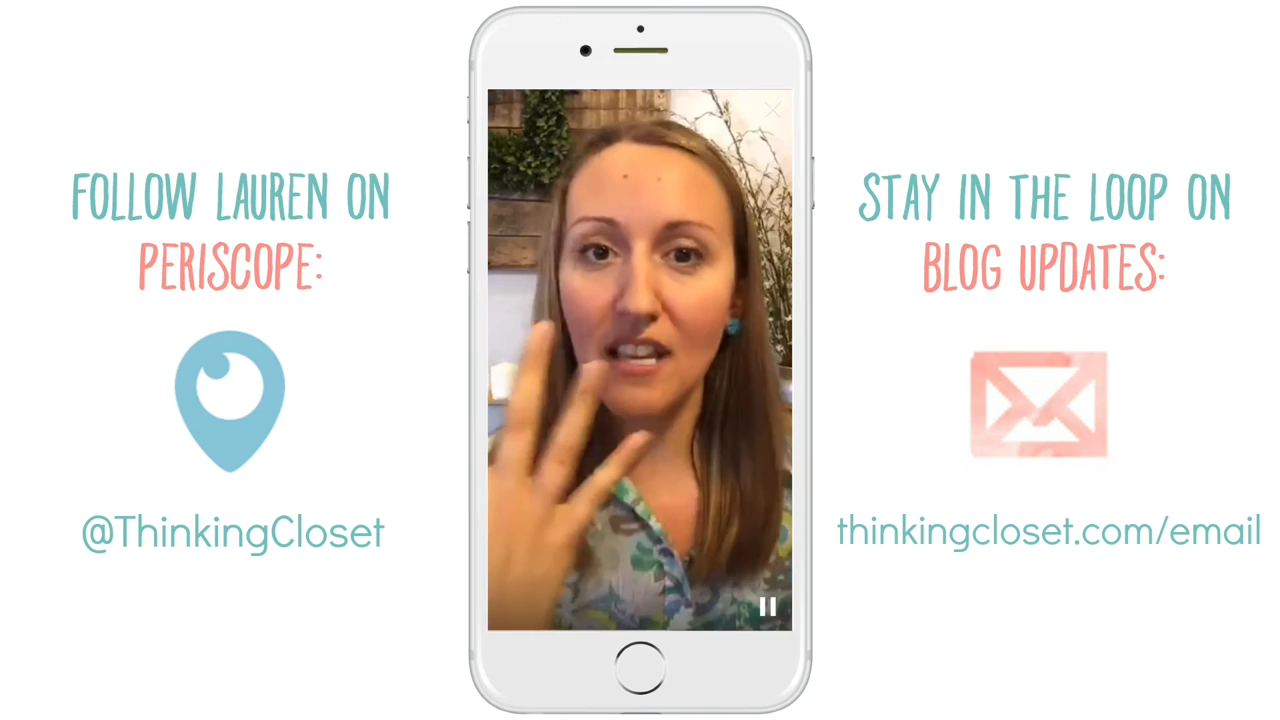 FOLLOW LAUREN ON
PERISCOPE:
@ThinkingCloset
STAY IN THE LOOP ON
BLOG UPDATES:
thinkingcloset.com/email